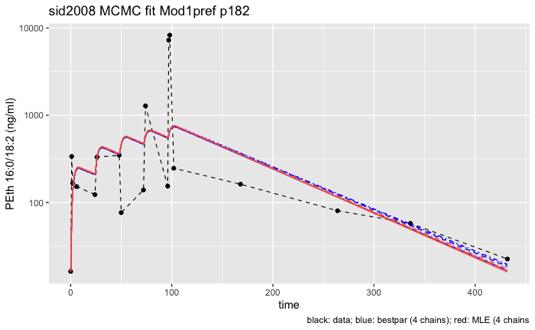 sid2008 MCMC fit Mod1pref p182
10000
1000
100
PEth 16:0/18:2 (ng/ml)
0
100
200
300
400
time
black: data; blue: bestpar (4 chains); red: MLE (4 chains